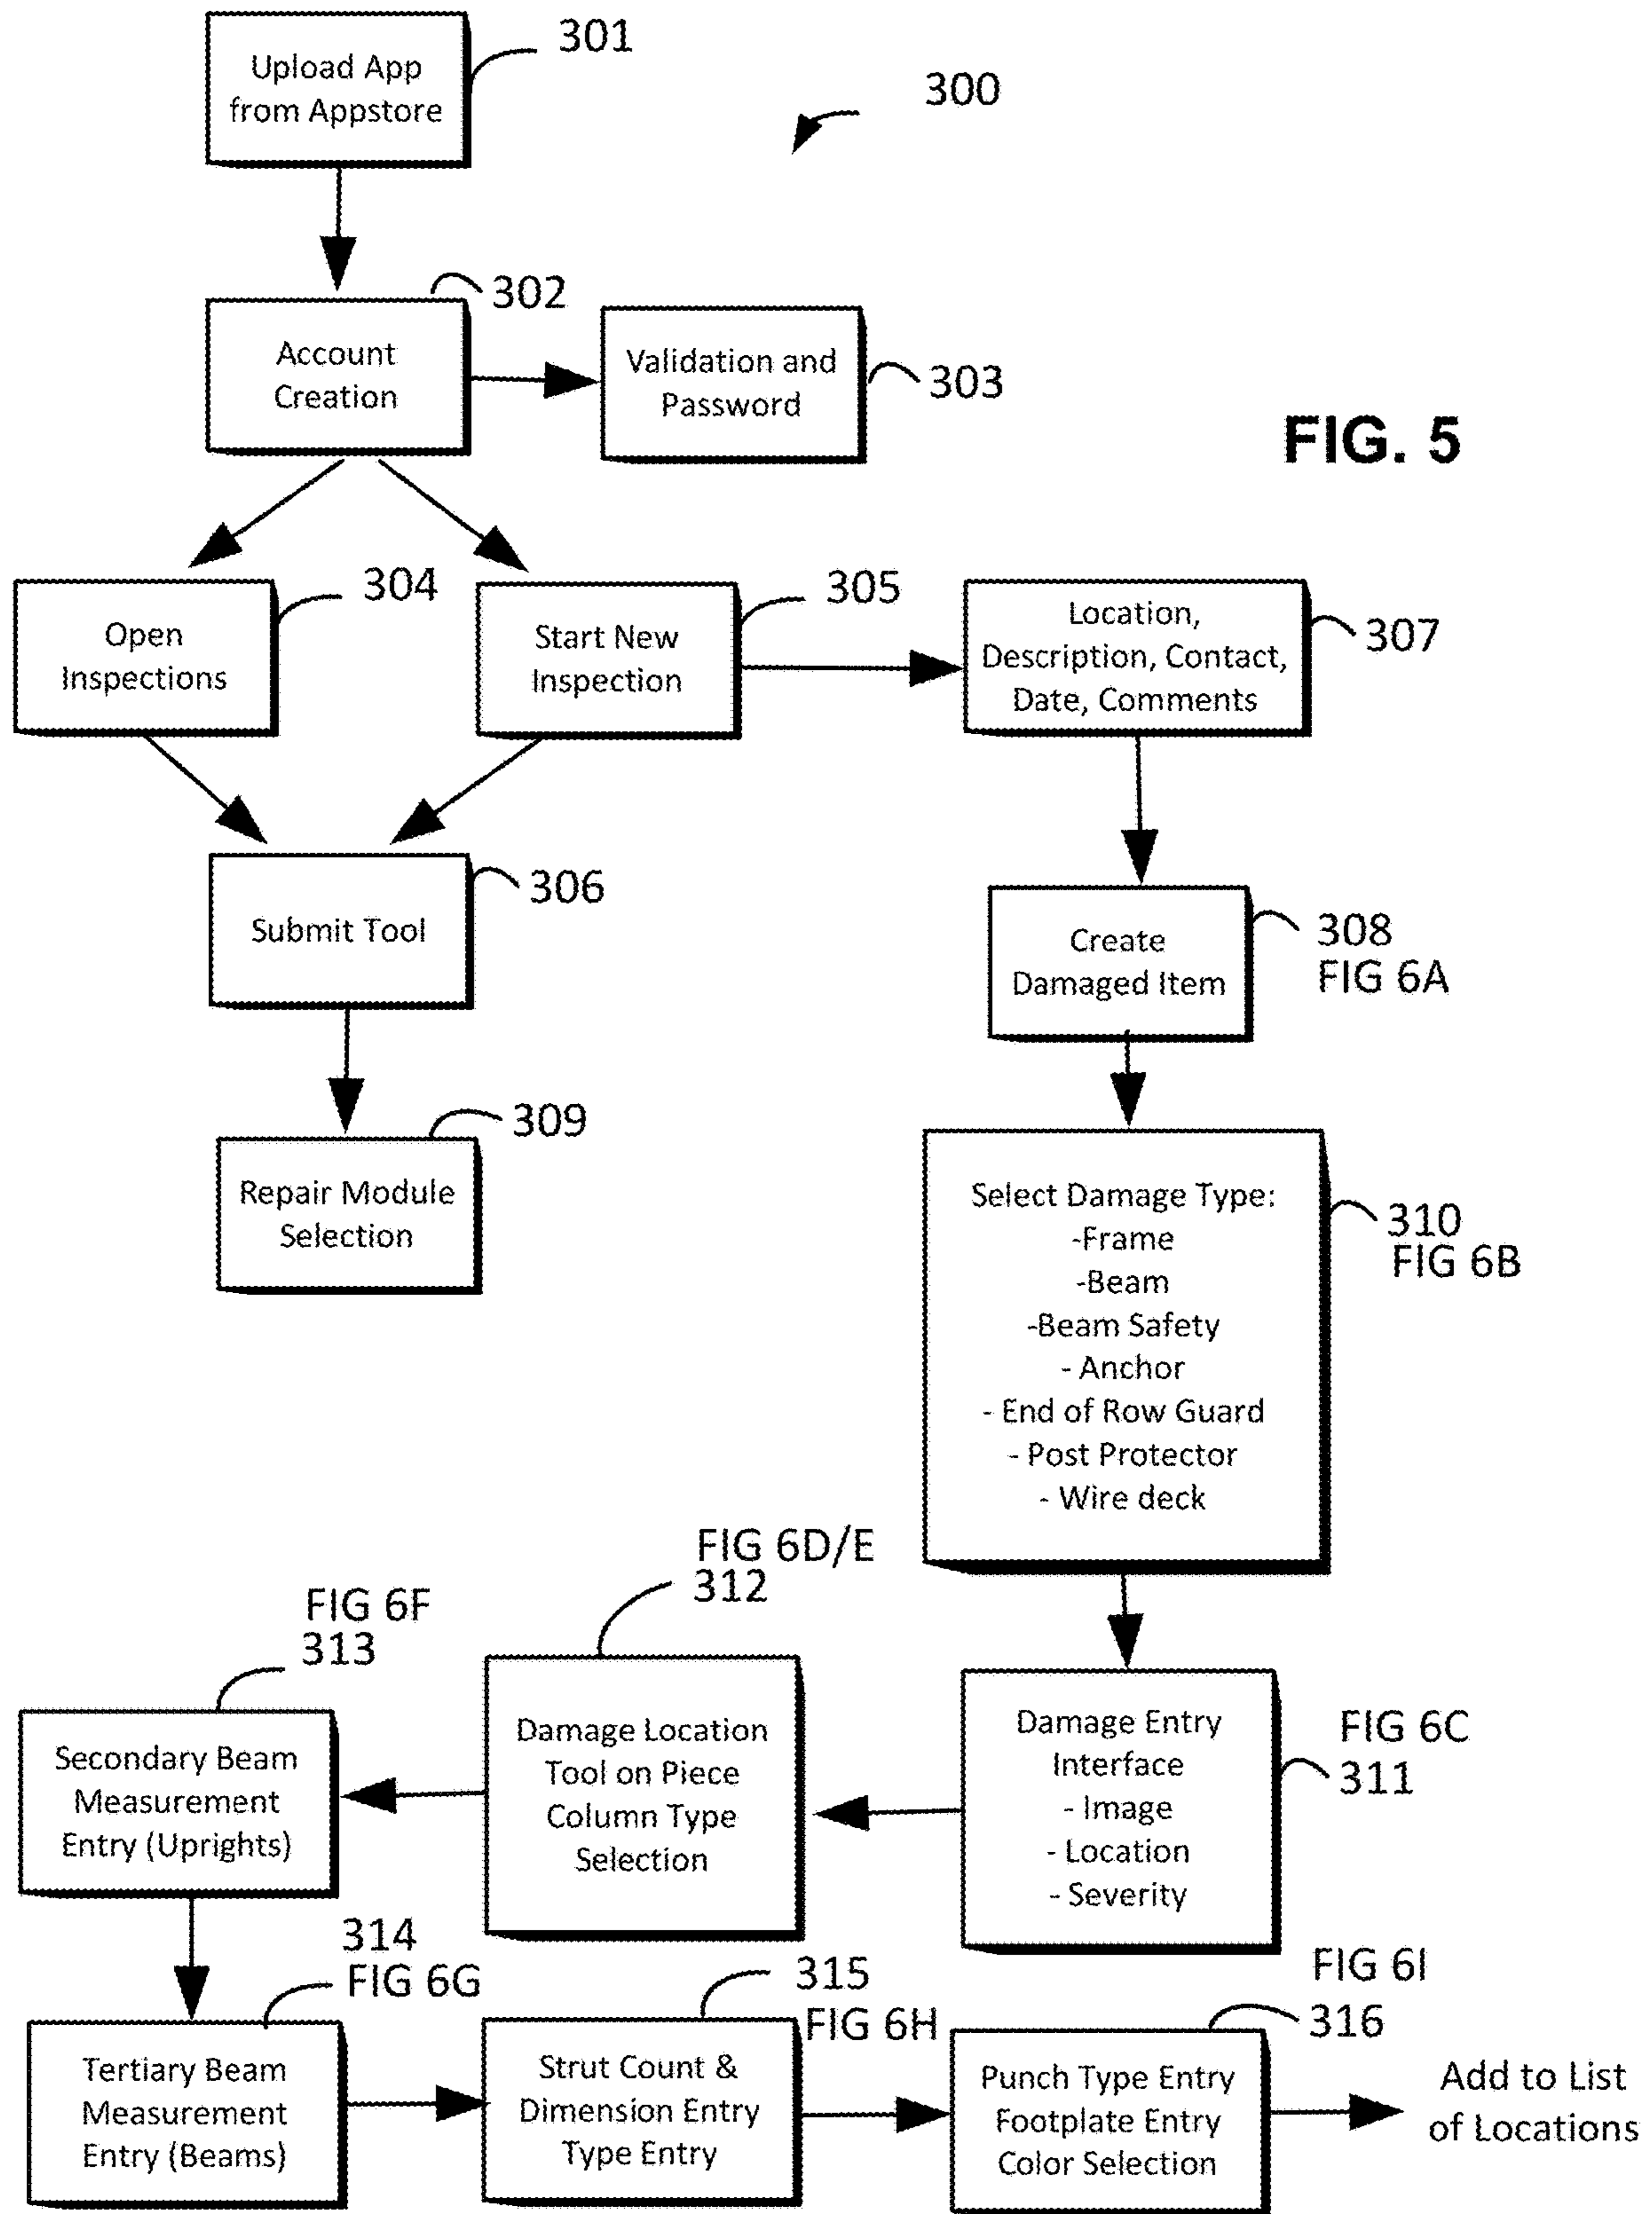 301
Upload App
from Appstore
300
302
Account
Creation
Validation and
Password
303
FIG. 5
304
Open
Inspections
305
Start New
Inspection
Location,
Description, Contact,
Date, Comments
307
306
Submit Tool
308
FIG 6A
Create
Damaged Item
309
Repair Module
Selection
310
FIG 6B
Select Damage Type:
-Frame
-Beam
-Beam Safety
- Anchor
- End of Row Guard
- Post Protector
- Wire deck
FIG 6C
311
Damage Entry
Interface
- Image
- Location
- Severity
FIG 6D/E
312
Damage Location
Tool on Piece
Column Type
Selection
FIG 6F
313
Secondary Beam
Measurement
Entry (Uprights)
314
FIG 6G
Tertiary Beam
Measurement
Entry (Beams)
315
FIG 6H
Strut Count &
Dimension Entry
Type Entry
FIG 6I
316
Punch Type Entry
Footplate Entry
Color Selection
Add to List
of Locations